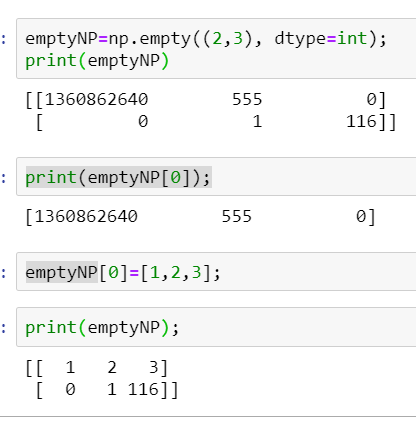 : emptyNP=np.empty((2,3), dtype=int);
print(emptyNP)
[[1360862640 555 0]
[ 0 1 116]]
: print(emptyNP[0]);
[1360862640 555 0]
: emptyNP[0]=[1,2,3];
: print(emptyNP);
[[ 1 2 3]
[ 0 1 116]]